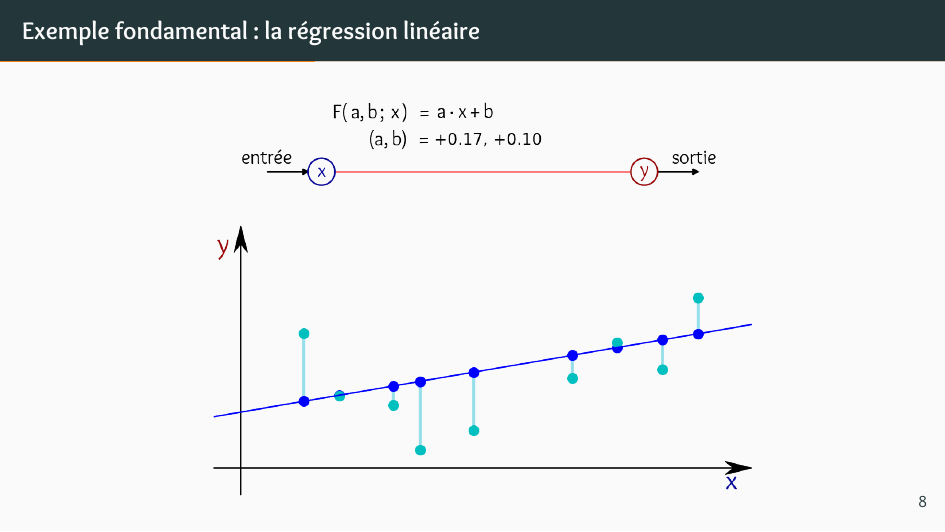 Exemple fondamental : la régression linéaire
F(a,b; x) = a·x+b
(a,b) = +0.17, +0.10
entrée
x
y
sortie
y
x
8